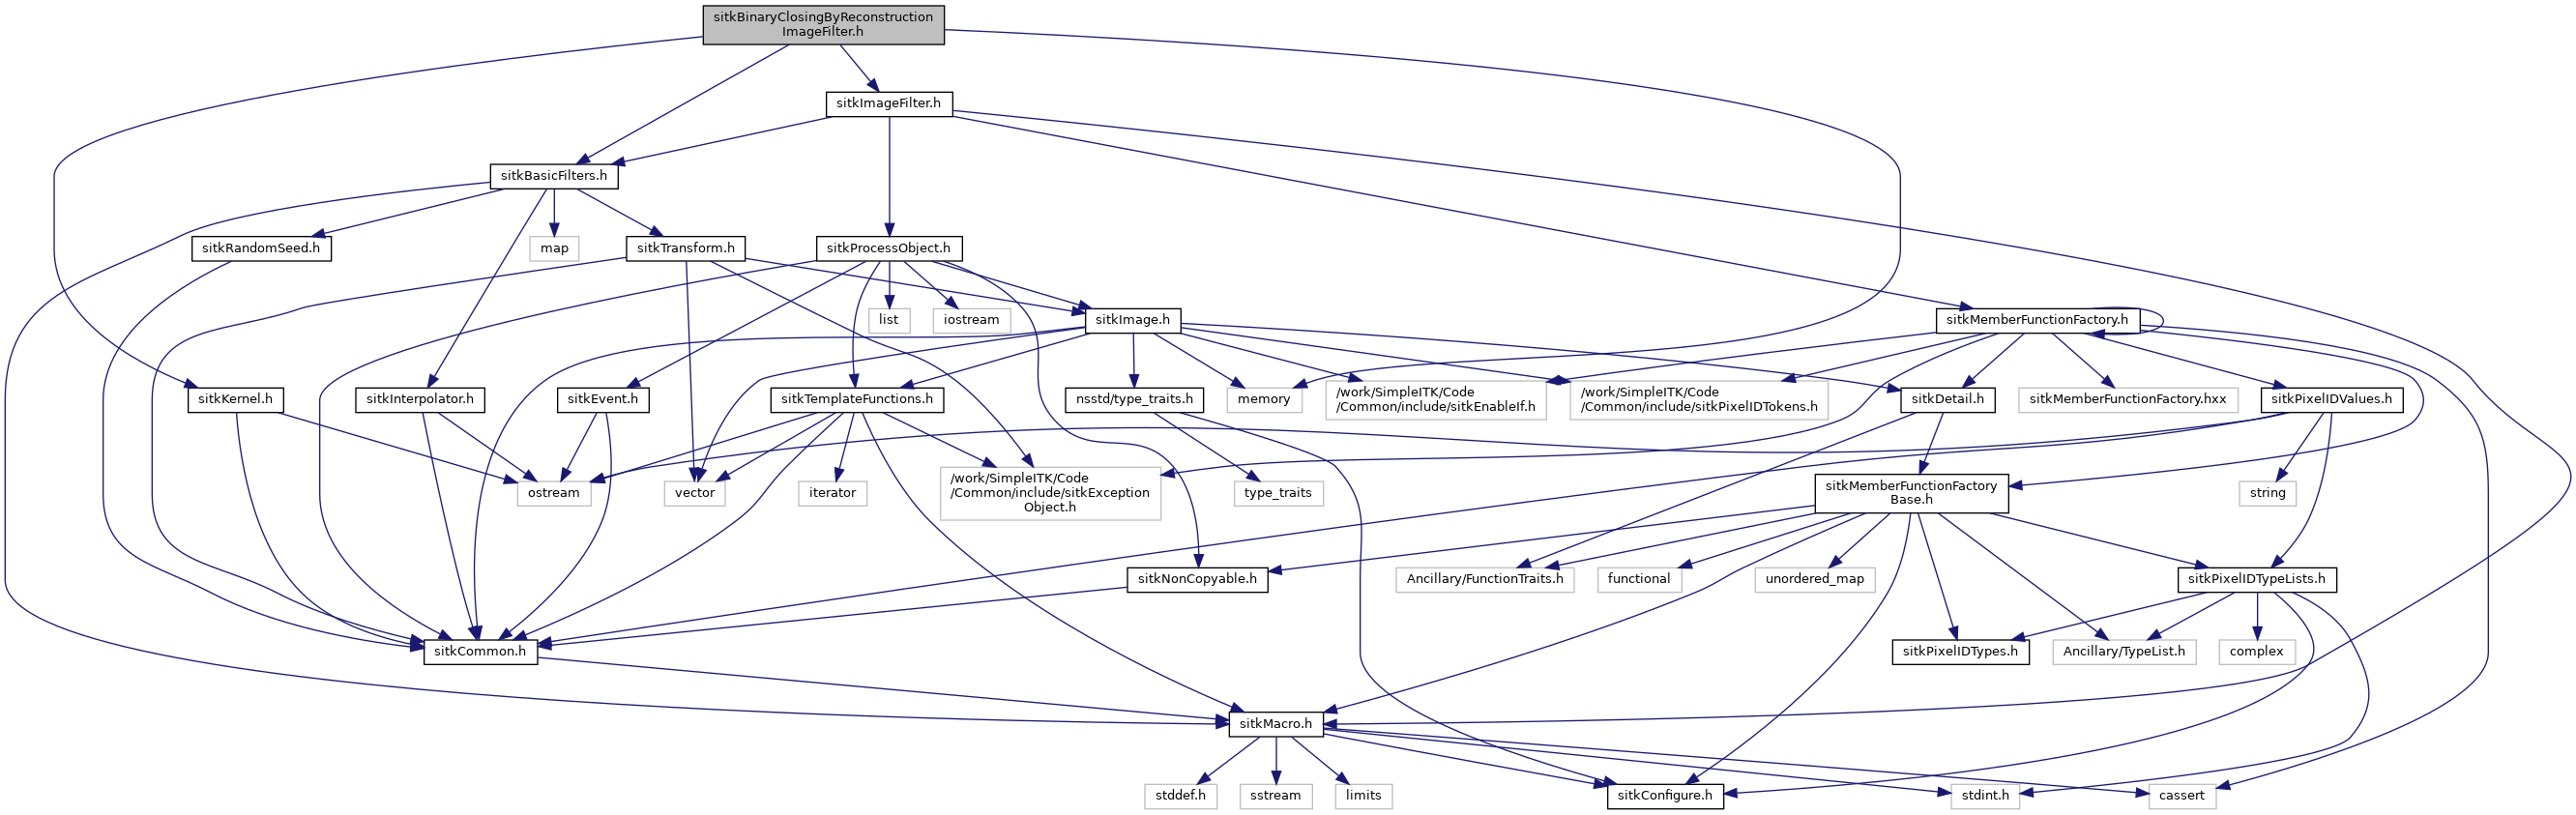 sitkBinaryClosingByReconstruction
ImageFilter.h
sitkImageFilter.h
sitkBasicFilters.h
sitkRandomSeed.h
map
sitkTransform.h
sitkProcessObject.h
list
iostream
sitkImage.h
sitkMemberFunctionFactory.h
sitkKernel.h
sitkInterpolator.h
sitkEvent.h
sitkTemplateFunctions.h
nsstd/type_traits.h
memory
/work/SimpleITK/Code
/Common/include/sitkEnableIf.h
/work/SimpleITK/Code
/Common/include/sitkPixelIDTokens.h
sitkDetail.h
sitkMemberFunctionFactory.hxx
sitkPixelIDValues.h
ostream
vector
iterator
/work/SimpleITK/Code
/Common/include/sitkException
Object.h
type_traits
sitkMemberFunctionFactory
Base.h
string
sitkNonCopyable.h
Ancillary/FunctionTraits.h
functional
unordered_map
sitkPixelIDTypeLists.h
sitkCommon.h
sitkPixelIDTypes.h
Ancillary/TypeList.h
complex
sitkMacro.h
stddef.h
sstream
limits
sitkConfigure.h
stdint.h
cassert